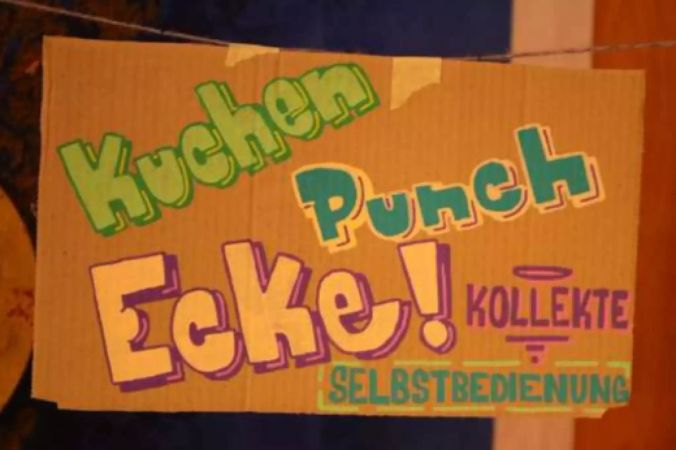 Kuchen
Punch
Ecke!
KOLLEKTE
SELBSTBEDIENUNG